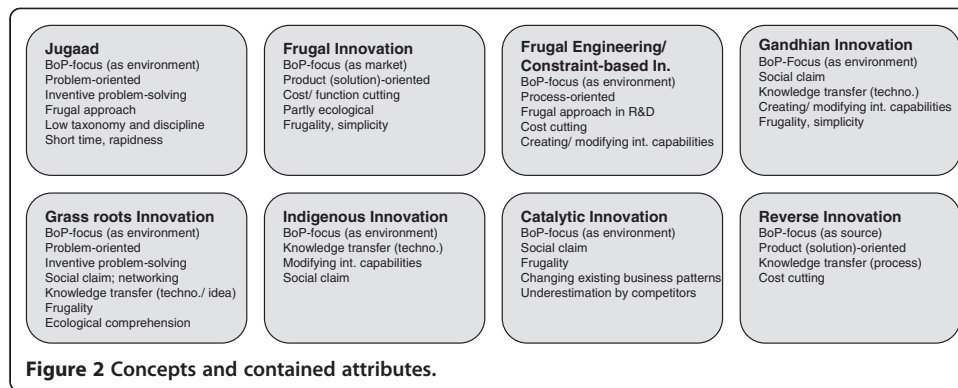 Jugaad
BoP-focus (as environment)
Problem-oriented
Inventive problem-solving
Frugal approach
Low taxonomy and discipline
Short time, rapidness
Frugal Innovation
BoP-focus (as market)
Product (solution)-oriented
Cost/ function cutting
Partly ecological
Frugality, simplicity
Frugal Engineering/
Constraint-based In.
BoP-focus (as environment)
Process-oriented
Frugal approach in R&D
Cost cutting
Creating/ modifying int. capabilities
Gandhian Innovation
BoP-Focus (as environment)
Social claim
Knowledge transfer (techno.)
Creating/ modifying int. capabilities
Frugality, simplicity
Grass roots Innovation
BoP-focus (as environment)
Problem-oriented
Inventive problem-solving
Social claim; networking
Knowledge transfer (techno./ idea)
Frugality
Ecological comprehension
Indigenous Innovation
BoP-focus (as environment)
Knowledge transfer (techno.)
Modifying int. capabilities
Social claim
Catalytic Innovation
BoP-focus (as environment)
Social claim
Frugality
Changing existing business patterns
Underestimation by competitors
Reverse Innovation
BoP-focus (as source)
Product (solution)-oriented
Knowledge transfer (process)
Cost cutting
Figure 2 Concepts and contained attributes.